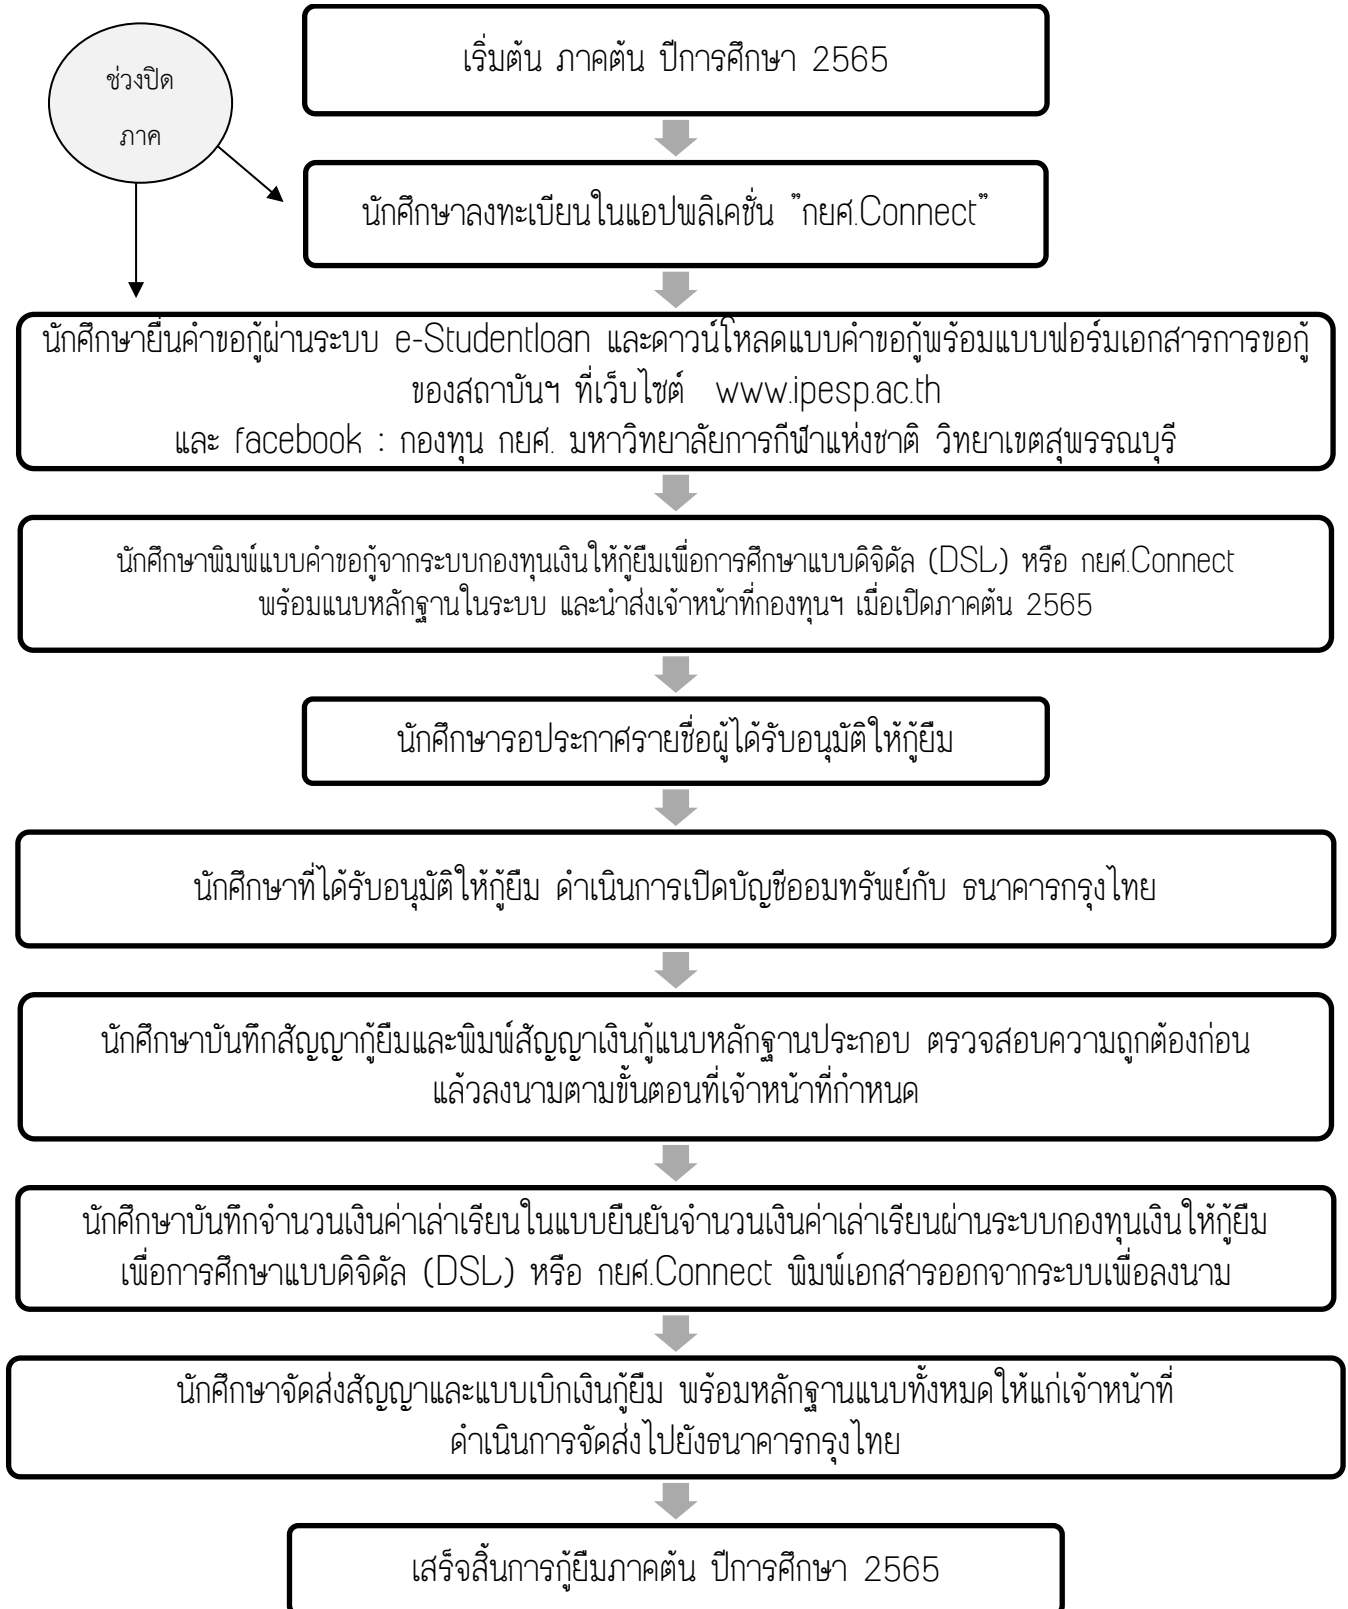 ช่วงปิด
ภาค
เริ่มต้น ภาคต้น ปีการศึกษา 2565
นักศึกษาลงทะเบียนในแอปพลิเคชั่น "กยศ.Connect"
นักศึกษายื่นคำขอกู้ผ่านระบบ e-Studentloan และดาวน์โหลดแบบคำขอกู้พร้อมแบบฟอร์มเอกสารการขอกู้
ของสถาบันฯ ที่เว็บไซต์ www.ipesp.ac.th
และ facebook : กองทุน กยศ. มหาวิทยาลัยการกีฬาแห่งชาติ วิทยาเขตสุพรรณบุรี
นักศึกษาพิมพ์แบบคำขอกู้จากระบบกองทุนเงินให้กู้ยืมเพื่อการศึกษาแบบดิจิดัล (DSL) หรือ กยศ.Connect
พร้อมแนบหลักฐานในระบบ และนำส่งเจ้าหน้าที่กองทุนฯ เมื่อเปิดภาคต้น 2565
นักศึกษารอประกาศรายชื่อผู้ได้รับอนุมัติให้กู้ยืม
นักศึกษาที่ได้รับอนุมัติให้กู้ยืม ดำเนินการเปิดบัญชีออมทรัพย์กับ ธนาคารกรุงไทย
นักศึกษาบันทึกสัญญากู้ยืมและพิมพ์สัญญาเงินกู้แนบหลักฐานประกอบ ตรวจสอบความถูกต้องก่อน
แล้วลงนามตามขั้นตอนที่เจ้าหน้าที่กำหนด
นักศึกษาบันทึกจำนวนเงินค่าเล่าเรียนในแบบยืนยันจำนวนเงินค่าเล่าเรียนผ่านระบบกองทุนเงินให้กู้ยืม
เพื่อการศึกษาแบบดิจิดัล (DSL) หรือ กยศ.Connect พิมพ์เอกสารออกจากระบบเพื่อลงนาม
นักศึกษาจัดส่งสัญญาและแบบเบิกเงินกู้ยืม พร้อมหลักฐานแนบทั้งหมดให้แก่เจ้าหน้าที่
ดำเนินการจัดส่งไปยังธนาคารกรุงไทย
เสร็จสิ้นการกู้ยืมภาคต้น ปีการศึกษา 2565